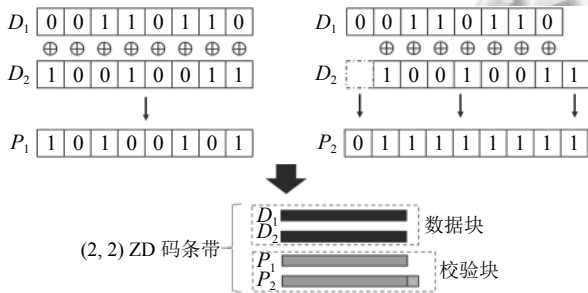 D₁ 0 0 1 1 0 1 1 0
⊕ ⊕ ⊕ ⊕ ⊕ ⊕ ⊕ ⊕
D₂ 1 0 0 1 0 0 1 1
P₁ 1 0 1 0 0 1 0 1
D₁ 0 0 1 1 0 1 1 0
⊕ ⊕ ⊕ ⊕ ⊕ ⊕ ⊕
D₂ 1 0 0 1 0 0 1 1
P₂ 0 1 1 1 1 1 1 1 1
(2, 2) ZD 码条带
D₁
D₂
数据块
P₁
P₂
校验块